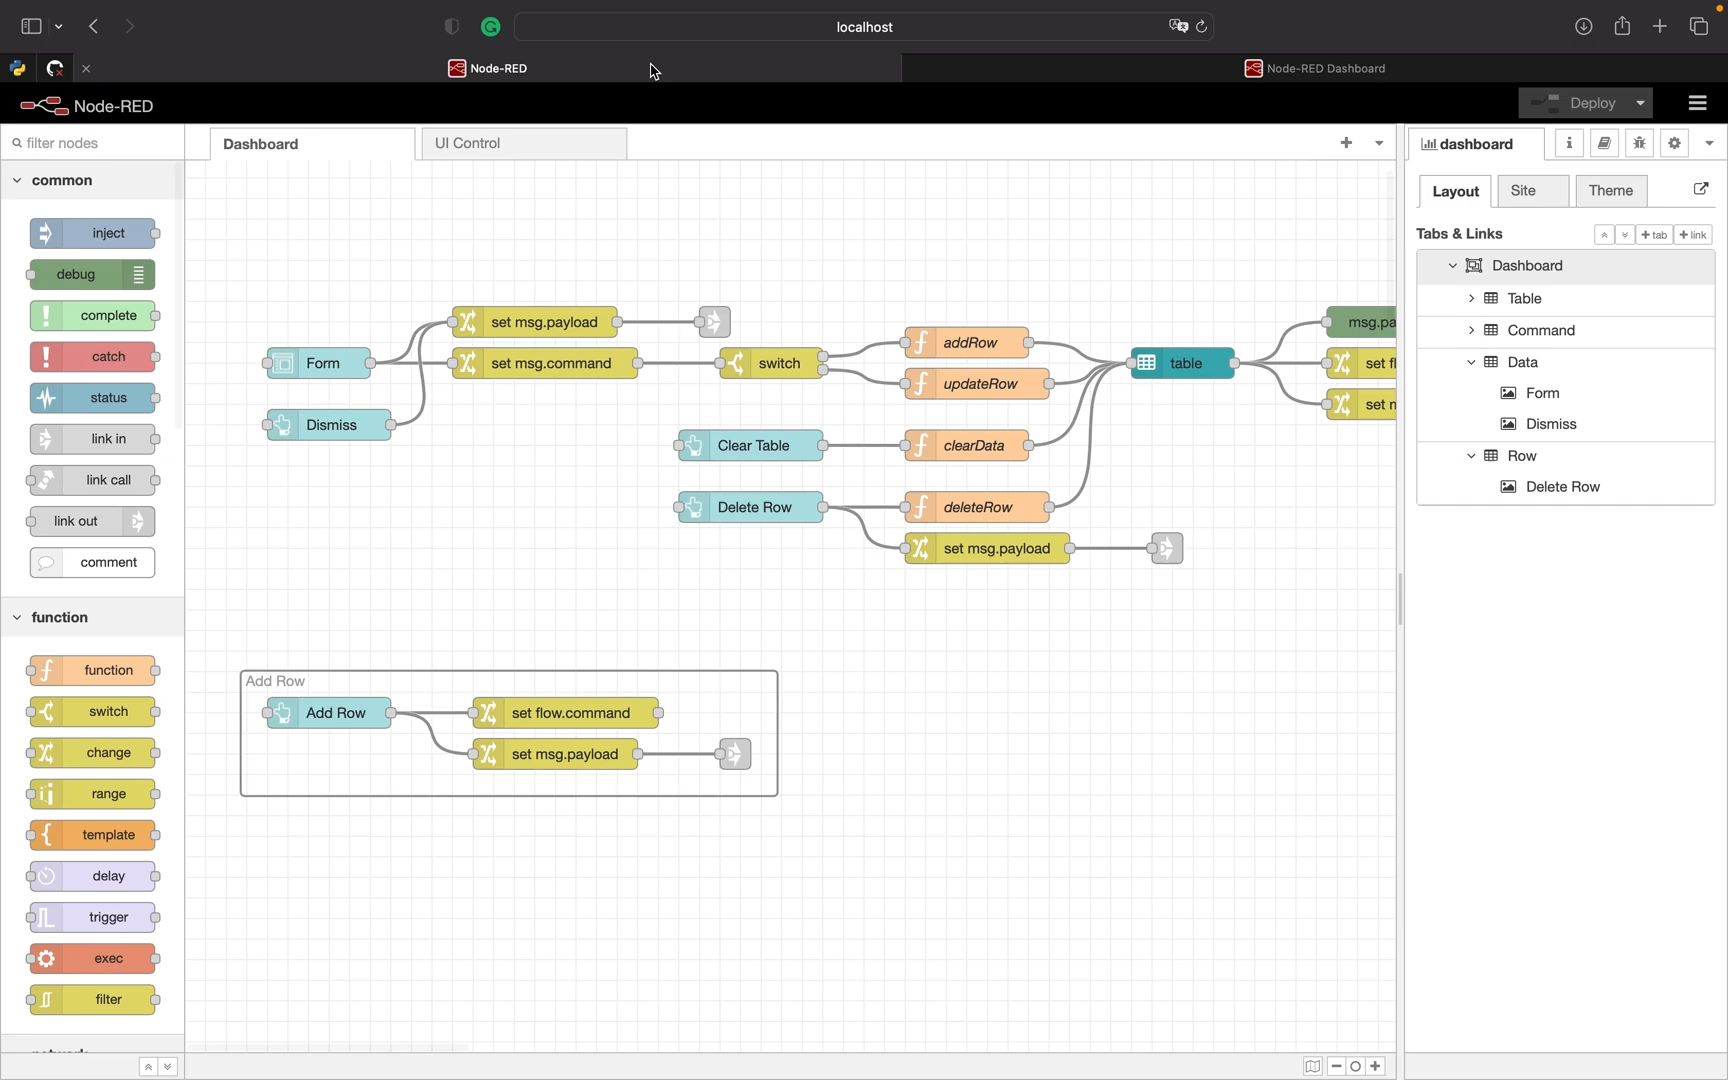 localhost
Node-RED
Node-RED Dashboard
Node-RED
Deploy
filter nodes
Dashboard
UI Control
dashboard
common
Layout
Site
Theme
inject
Tabs & Links
tab
link
debug
Dashboard
complete
Table
catch
Command
status
Data
link in
Form
link call
Dismiss
link out
Row
comment
Delete Row
set msg.payload
Form
set msg.command
switch
addRow
updateRow
table
msg.pa
set fl
set m
Dismiss
Clear Table
clearData
Delete Row
deleteRow
set msg.payload
function
function
switch
change
range
template
delay
trigger
exec
filter
Add Row
Add Row
set flow.command
set msg.payload